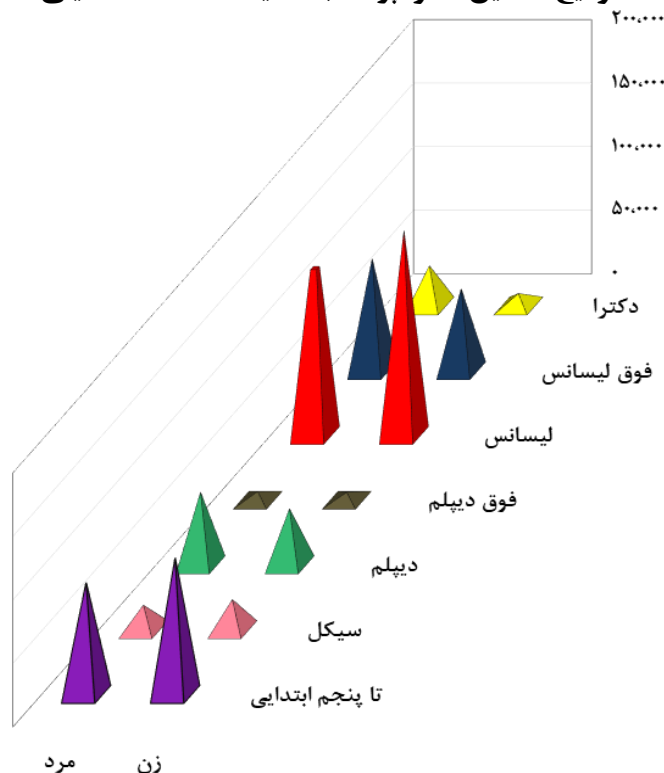 ۲۰۰،۰۰۰
۱۵۰،۰۰۰
۱۰۰،۰۰۰
۵۰،۰۰۰
۰
دکترا
فوق لیسانس
لیسانس
فوق دیپلم
دیپلم
سیکل
تا پنجم ابتدایی
زن
مرد